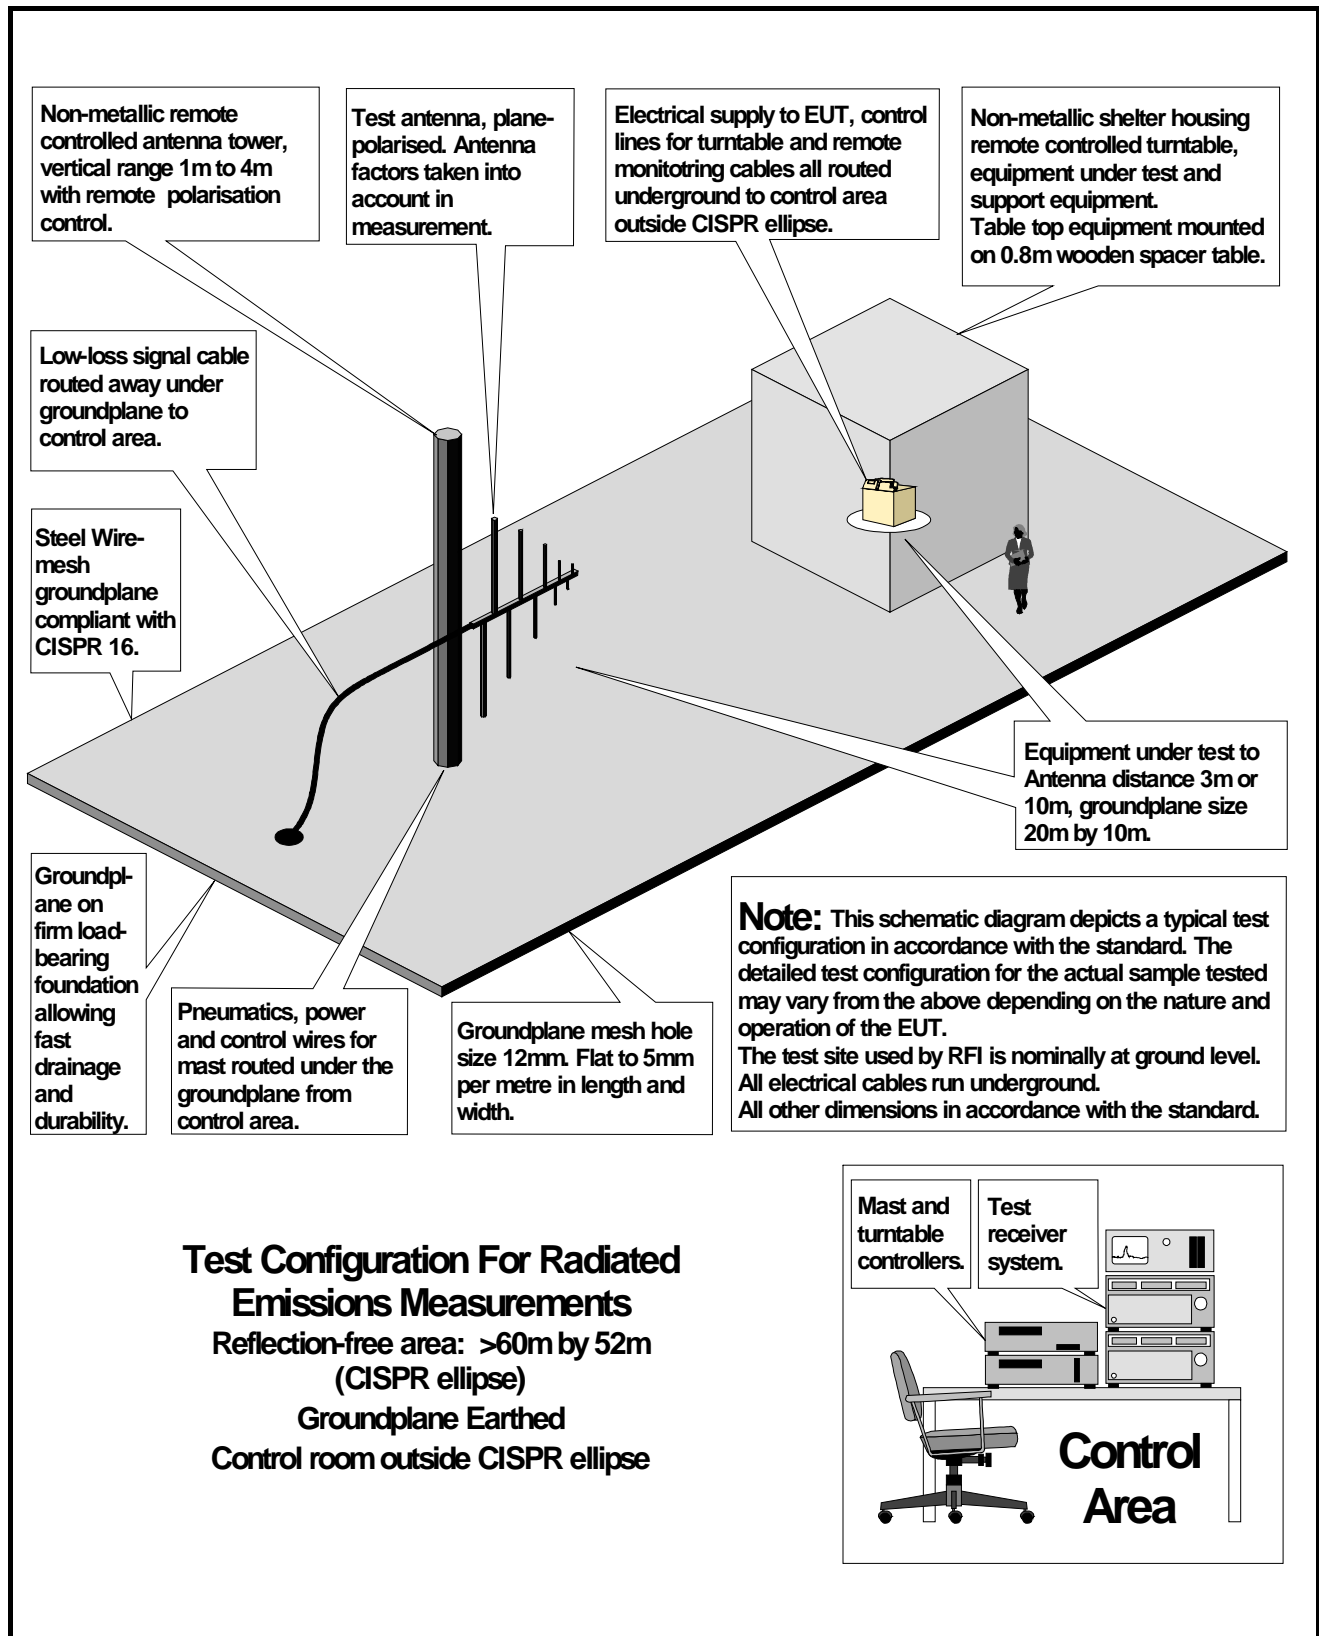 Non-metallic remote
controlled antenna tower,
vertical range 1m to 4m
with remote polarisation
control.
Test antenna, plane-
polarised. Antenna
factors taken into
account in
measurement.
Electrical supply to EUT, control
lines for turntable and remote
monitotring cables all routed
underground to control area
outside CISPR ellipse.
Non-metallic shelter housing
remote controlled turntable,
equipment under test and
support equipment.
Table top equipment mounted
on 0.8m wooden spacer table.
Low-loss signal cable
routed away under
groundplane to
control area.
Steel Wire-
mesh
groundplane
compliant with
CISPR 16.
Equipment under test to
Antenna distance 3m or
10m, groundplane size
20m by 10m.
Groundpl-
ane on
firm load-
bearing
foundation
allowing
fast
drainage
and
durability.
Pneumatics, power
and control wires for
mast routed under the
groundplane from
control area.
Groundplane mesh hole
size 12mm. Flat to 5mm
per metre in length and
width.
Note: This schematic diagram depicts a typical test
configuration in accordance with the standard. The
detailed test configuration for the actual sample tested
may vary from the above depending on the nature and
operation of the EUT.
The test site used by RFI is nominally at ground level.
All electrical cables run underground.
All other dimensions in accordance with the standard.
Test Configuration For Radiated
Emissions Measurements
Reflection-free area: >60m by 52m
(CISPR ellipse)
Groundplane Earthed
Control room outside CISPR ellipse
Mast and
turntable
controllers.
Test
receiver
system.
Control
Area